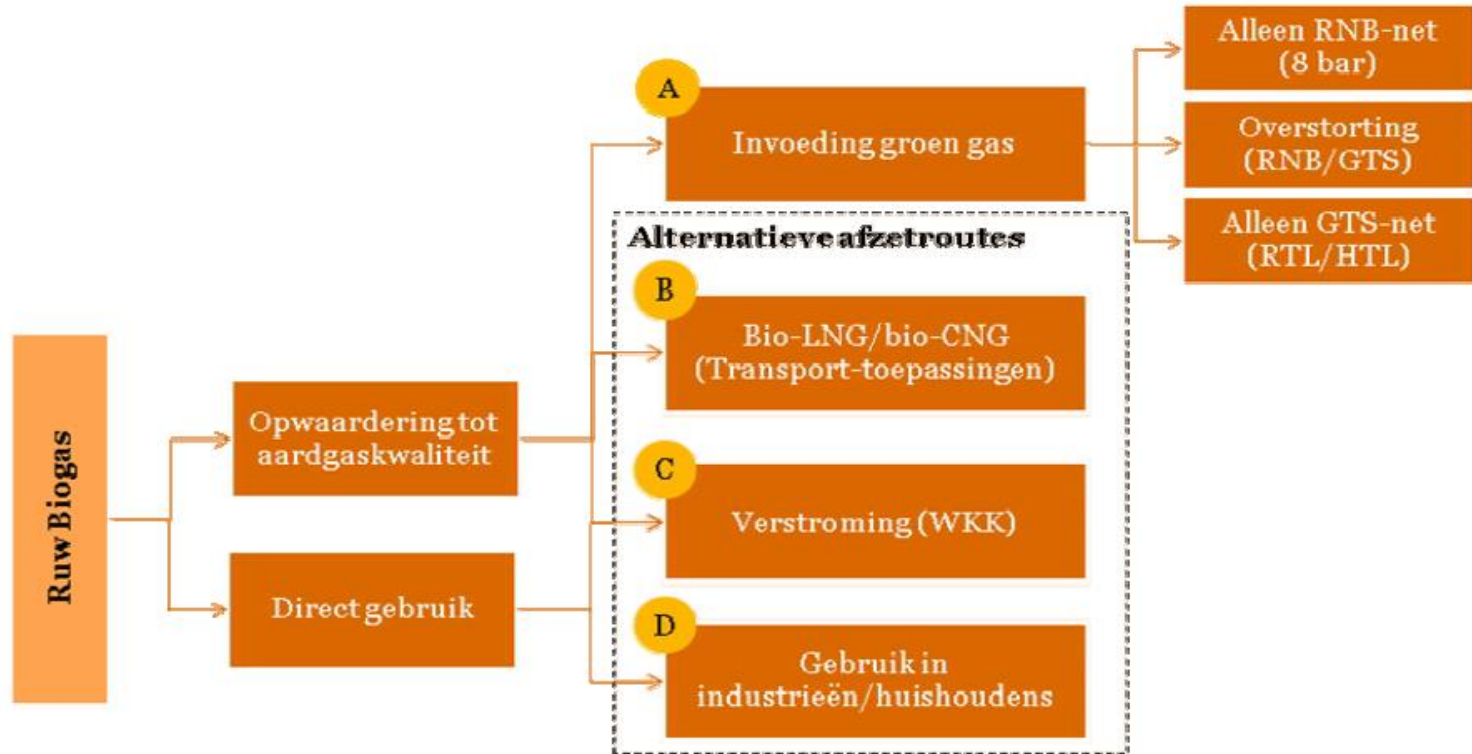 Ruw Biogas
Opwaardering tot
aardgaskwaliteit
Direct gebruik
A
Invoeding groen gas
Alternatieve afzetroutes
B
Bio-LNG/bio-CNG
(Transport-toepassingen)
C
Verstroming (WKK)
D
Gebruik in
industrieën/huishoudens
Alleen RNB-net
(8 bar)
Overstorting
(RNB/GTS)
Alleen GTS-net
(RTL/HTL)